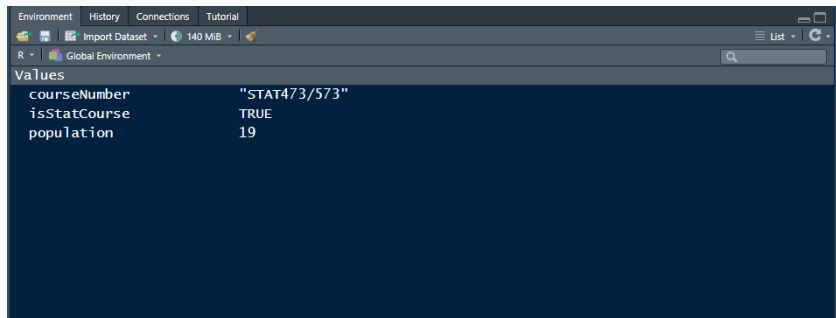 Environment History Connections Tutorial
Import Dataset 140 MiB List
R Global Environment
Values
courseNumber "STAT473/573"
isStatCourse TRUE
population 19